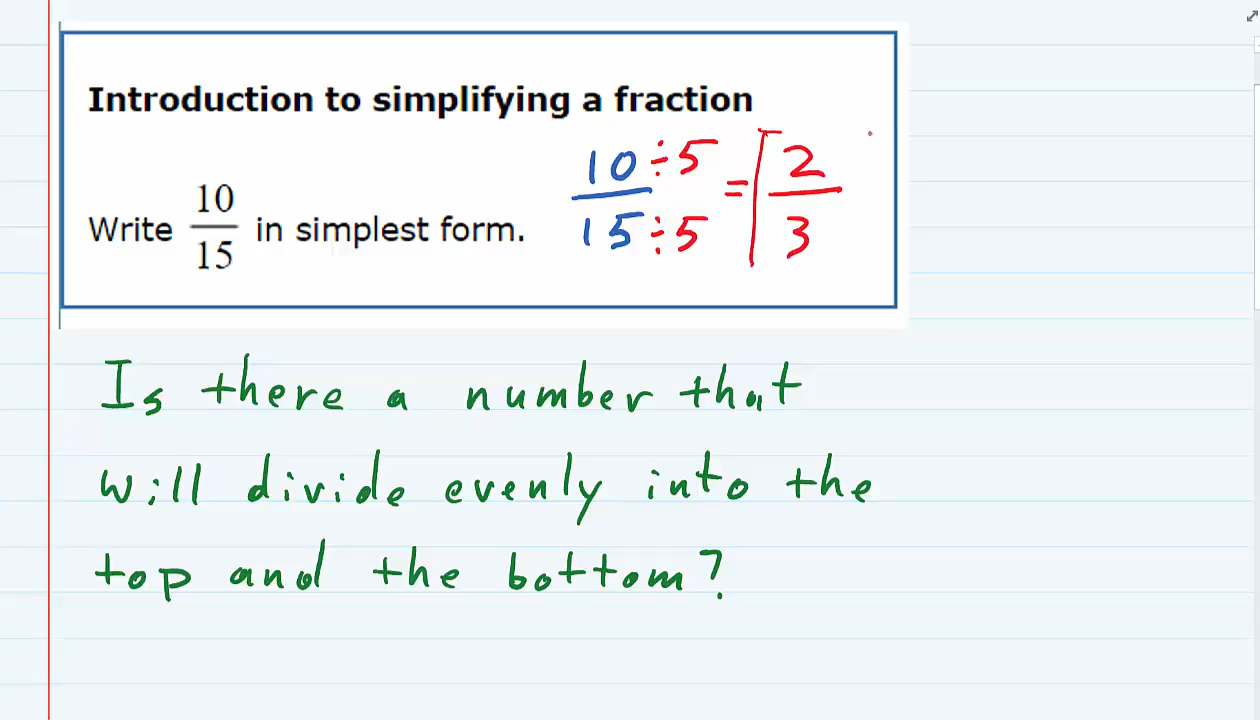 Introduction to simplifying a fraction
Write 10/15 in simplest form.
10 ÷ 5 / 15 ÷ 5 = 2/3
Is there a number that
will divide evenly into the
top and the bottom?